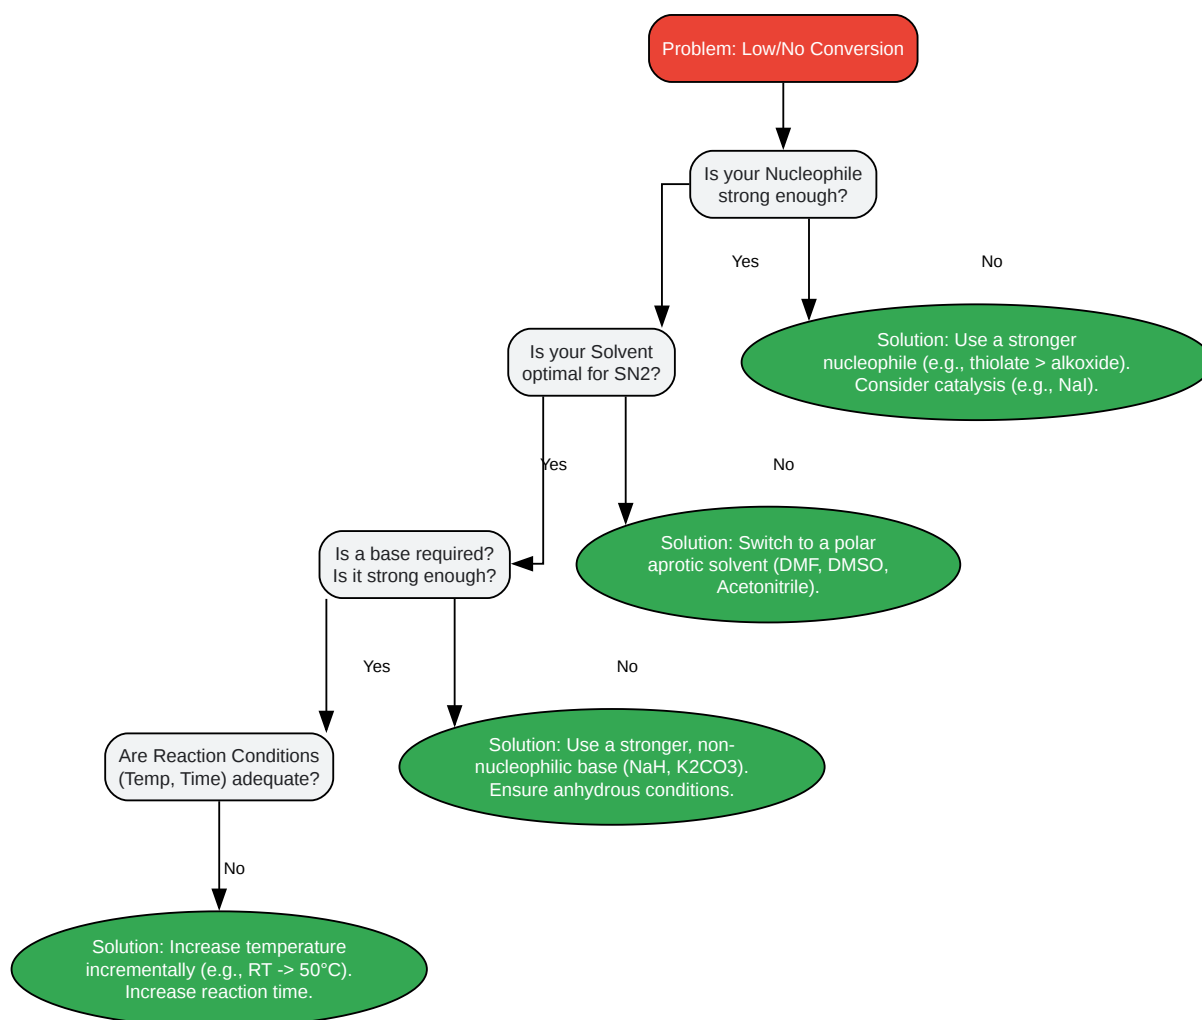 Problem: Low/No Conversion
Is your Nucleophile
strong enough?
Yes
No
Solution: Use a stronger
nucleophile (e.g., thiolate > alkoxide).
Consider catalysis (e.g., NaI).
Is your Solvent
optimal for SN2?
Yes
No
Solution: Switch to a polar
aprotic solvent (DMF, DMSO,
Acetonitrile).
Is a base required?
Is it strong enough?
Yes
No
Solution: Use a stronger, non-
nucleophilic base (NaH, K2CO3).
Ensure anhydrous conditions.
Are Reaction Conditions
(Temp, Time) adequate?
No
Solution: Increase temperature
incrementally (e.g., RT -> 50°C).
Increase reaction time.